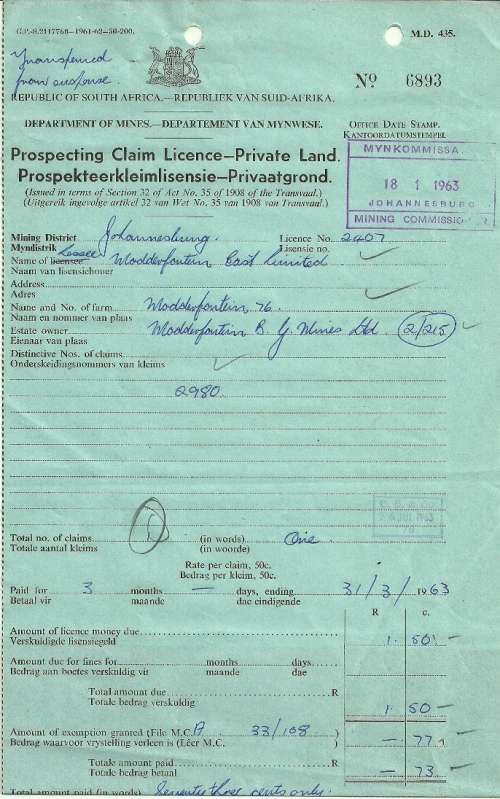 G.P.-S.2117768-1961-62-50-200.
M.D. 435.
Transferred
from suspense.
No 6893
REPUBLIC OF SOUTH AFRICA.—REPUBLIEK VAN SUID-AFRIKA.
DEPARTMENT OF MINES.—DEPARTEMENT VAN MYNWESE.
OFFICE DATE STAMP.
KANTOORDATUMSTEMPEL
Prospecting Claim Licence—Private Land.
Prospekteerkleimlisensie—Privaatgrond.
(Issued in terms of Section 32 of Act No. 35 of 1908 of the Transvaal.)
(Uitgereik ingevolge artikel 32 van Wet No. 35 van 1908 van Transvaal.)
MYNKOMMISSA
18 1 1963
JOHANNESBURG
MINING COMMISSIO R
Mining District Johannesburg. Licence No. 2407
Myndistrik Lisensie no.
Name of licensee Lessee Modderfontein East Limited
Naam van lisensiehouer
Address
Adres
Name and No. of farm Modderfontein 76.
Naam en nommer van plaas
Estate owner Modderfontein B. G. Mines Ltd 2/215
Eienaar van plaas
Distinctive Nos. of claims
Onderskeidingsnommers van kleims
2980.
1963
Total no. of claims 1 (in words) One
Totale aantal kleims (in woorde)
Rate per claim, 50c.
Bedrag per kleim, 50c.
Paid for 3 months — days, ending 31/3/1963
Betaal vir maande dae eindigende
R c.
Amount of licence money due 1. 50 —
Verskuldigde lisensiegeld
Amount due for fines for months days
Bedrag aan boetes verskuldig vir maande dae
Total amount due R
Totale bedrag verskuldig 1. 50 —
Amount of exemption granted (File M.C. A 33/108 )
Bedrag waarvoor vrystelling verleen is (Lêer M.C. ) — 77
Totale amount paid R
Totale bedrag betaal — 73 —
Total amount paid (in words) Seventy three cents only.